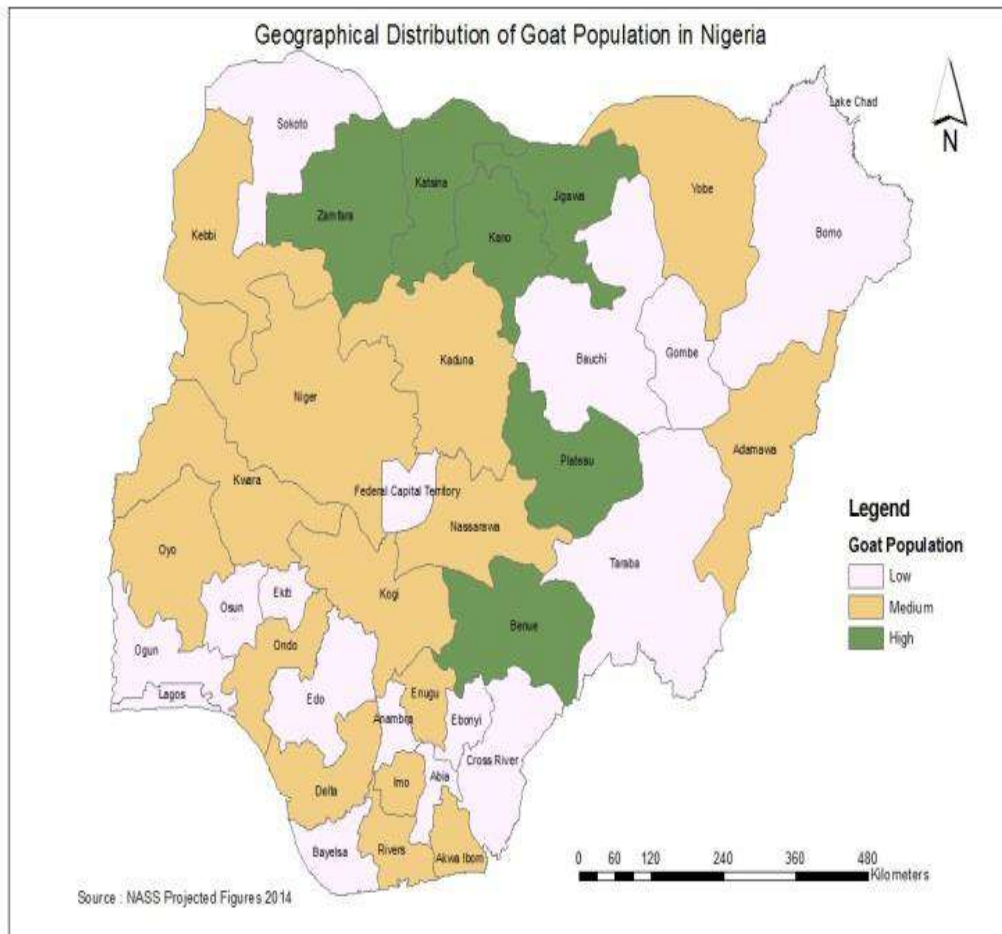 Geographical Distribution of Goat Population in Nigeria
Lake Chad
N
Sokoto
Katsina
Jigawa
Yobe
Zamfara
Kano
Borno
Kebbi
Kaduna
Bauchi
Gombe
Niger
Adamawa
Plateau
Kwara
Federal Capital Territory
Nassarawa
Oyo
Taraba
Kogi
Osun
Ekiti
Benue
Ogun
Ondo
Lagos
Edo
Enugu
Anambra
Ebonyi
Cross River
Abia
Imo
Delta
Bayelsa
Rivers
Akwa Ibom
Legend
Goat Population
Low
Medium
High
0 60 120 240 360 480
Kilometers
Source : NASS Projected Figures 2014